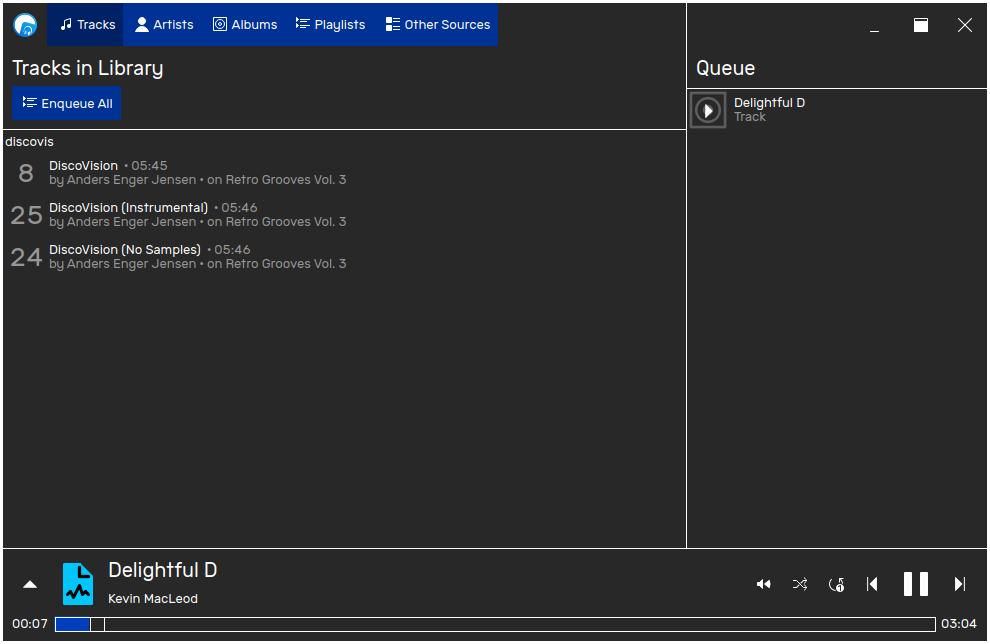 Tracks Artists Albums Playlists Other Sources
Tracks in Library
Enqueue All
discovis
8 DiscoVision • 05:45
by Anders Enger Jensen • on Retro Grooves Vol. 3
25 DiscoVision (Instrumental) • 05:46
by Anders Enger Jensen • on Retro Grooves Vol. 3
24 DiscoVision (No Samples) • 05:46
by Anders Enger Jensen • on Retro Grooves Vol. 3
Queue
Delightful D
Track
Delightful D
Kevin MacLeod
00:07 03:04